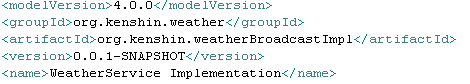 <modelVersion>4.0.0</modelVersion>
<groupId>org.kenshin.weather</groupId>
<artifactId>org.kenshin.weatherBroadcastImpl</artifactId>
<version>0.0.1-SNAPSHOT</version>
<name>WeatherService Implementation</name>